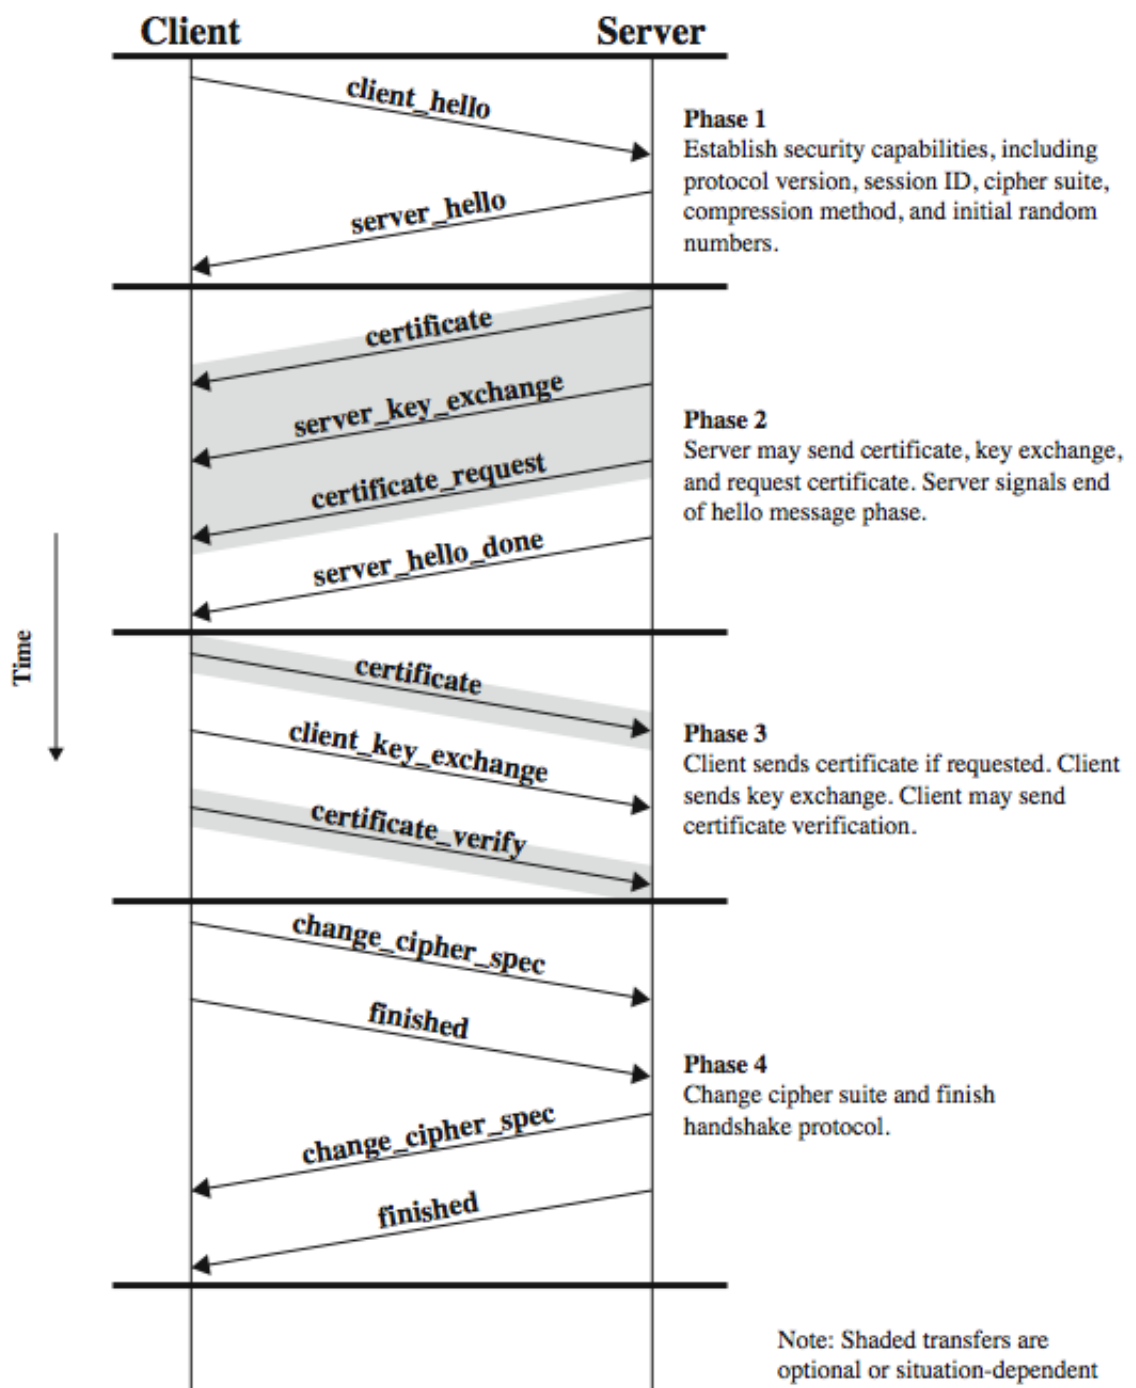 Client
Server
client_hello
Phase 1
Establish security capabilities, including
protocol version, session ID, cipher suite,
compression method, and initial random
numbers.
server_hello
certificate
server_key_exchange
Phase 2
Server may send certificate, key exchange,
and request certificate. Server signals end
of hello message phase.
certificate_request
server_hello_done
Time
certificate
client_key_exchange
Phase 3
Client sends certificate if requested. Client
sends key exchange. Client may send
certificate verification.
certificate_verify
change_cipher_spec
finished
Phase 4
Change cipher suite and finish
handshake protocol.
change_cipher_spec
finished
Note: Shaded transfers are
optional or situation-dependent